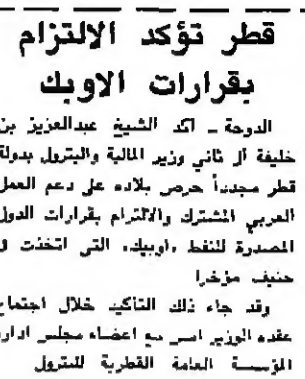 قطر تؤكد الالتزام
بقرارات الاوبك
الدوحة ـ اكد الشيخ عبدالعزيز بن
خليفة آل ثاني وزير المالية والبترول بدولة
قطر مجدداً حرص بلاده على دعم العمل
العربي المشترك والالتزام بقرارات الدول
المصدرة للنفط «اوبيك» التي اتخذت في
جنيف مؤخرا
وقد جاء ذلك التأكيد خلال اجتماع
عقده الوزير امس مع اعضاء مجلس ادارة
المؤسسة العامة القطرية للبترول